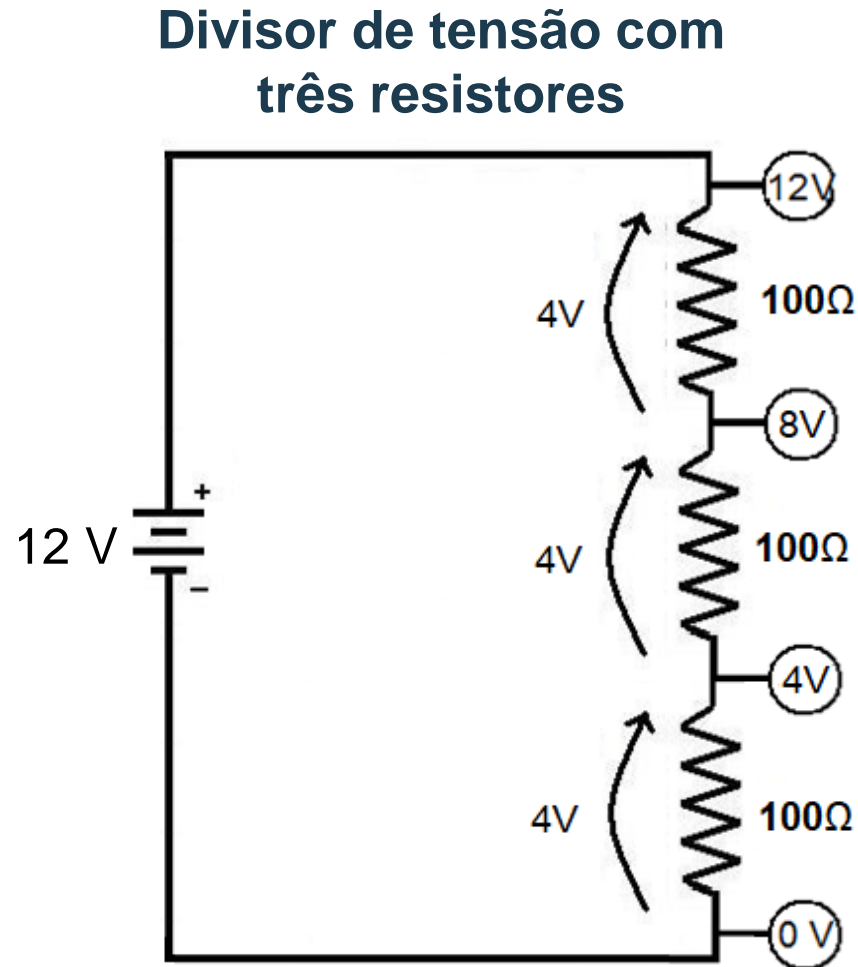 Divisor de tensão com
três resistores
12V
4V
100Ω
8V
+
12 V
4V
100Ω
−
4V
4V
100Ω
0 V